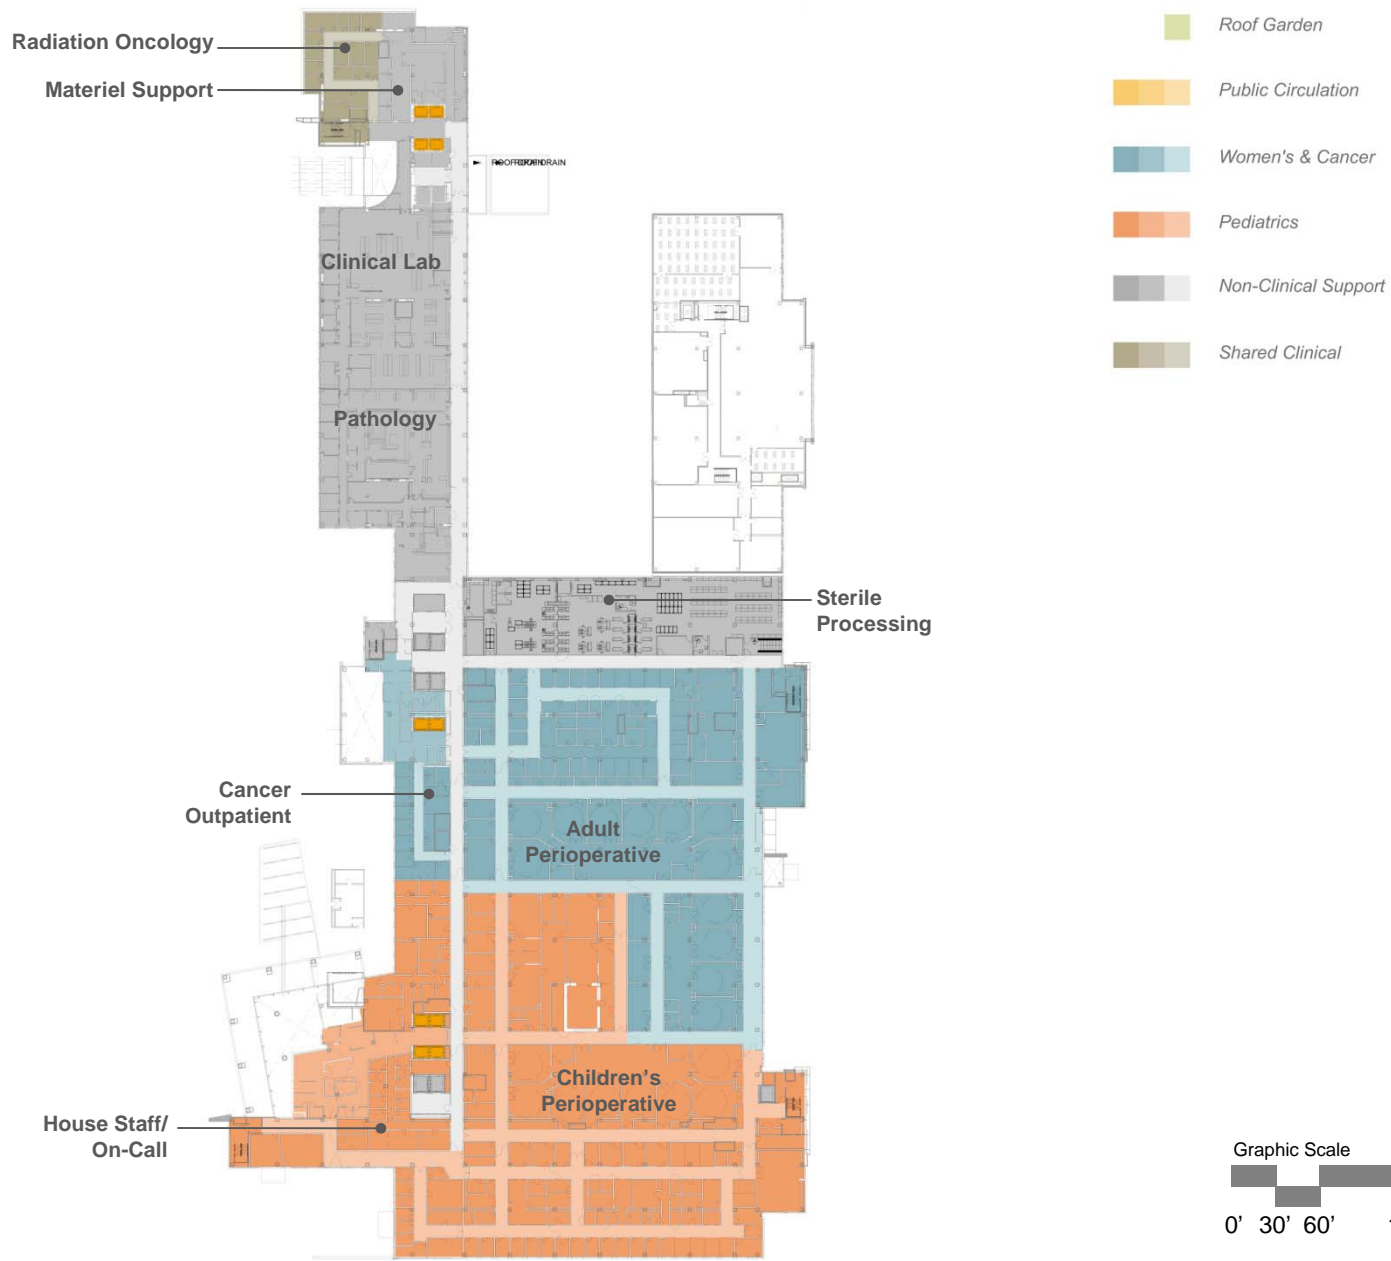 Radiation Oncology
Materiel Support
Clinical Lab
Pathology
Sterile
Processing
Cancer
Outpatient
Adult
Perioperative
Children's
Perioperative
House Staff/
On-Call
Roof Garden
Public Circulation
Women's & Cancer
Pediatrics
Non-Clinical Support
Shared Clinical
Graphic Scale
0' 30' 60'